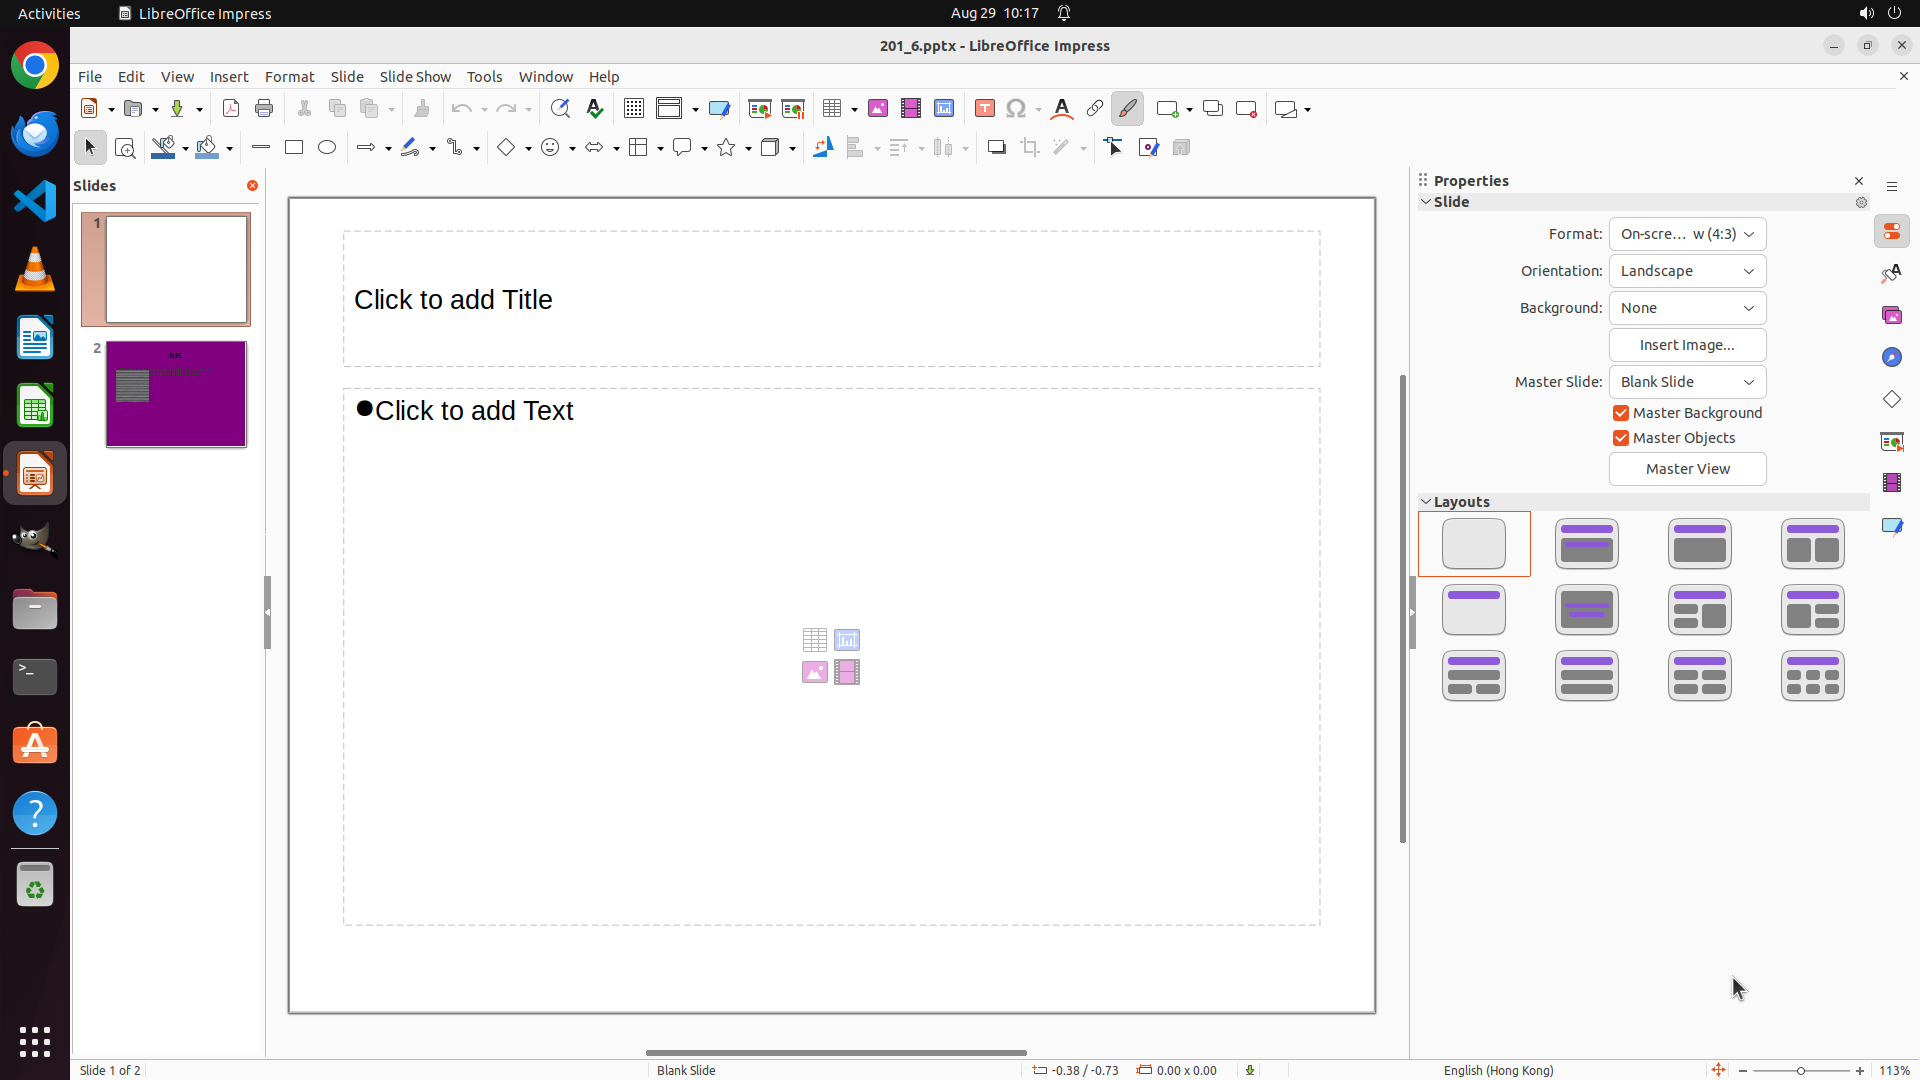 Activities
LibreOffice Impress
Aug 29 10:17
201_6.pptx - LibreOffice Impress
File Edit View Insert Format Slide Slide Show Tools Window Help
Slides
Properties
Slide
1
Format: On-scre... w (4:3)
Orientation: Landscape
Background: None
Insert Image...
Master Slide: Blank Slide
Master Background
Master Objects
Master View
Layouts
2
NFC
Click to add Title
Click to add Text
Slide 1 of 2
Blank Slide
-0.38 / -0.73
0.00 x 0.00
English (Hong Kong)
113%